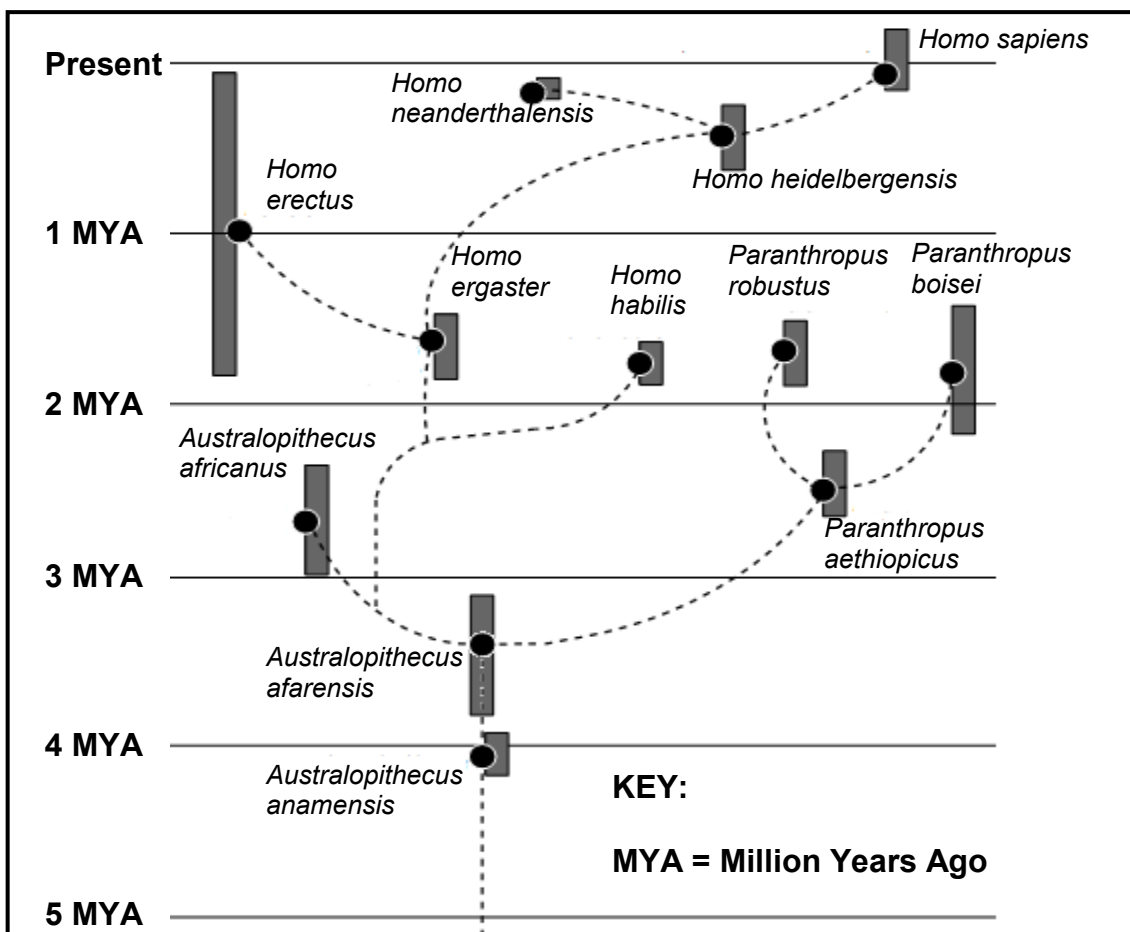 Homo sapiens
Present
Homo
neanderthalensis
Homo
erectus
Homo heidelbergensis
1 MYA
Homo
ergaster
Homo
habilis
Paranthropus
robustus
Paranthropus
boisei
2 MYA
Australopithecus
africanus
Paranthropus
aethiopicus
3 MYA
Australopithecus
afarensis
4 MYA
Australopithecus
anamensis
KEY:
MYA = Million Years Ago
5 MYA